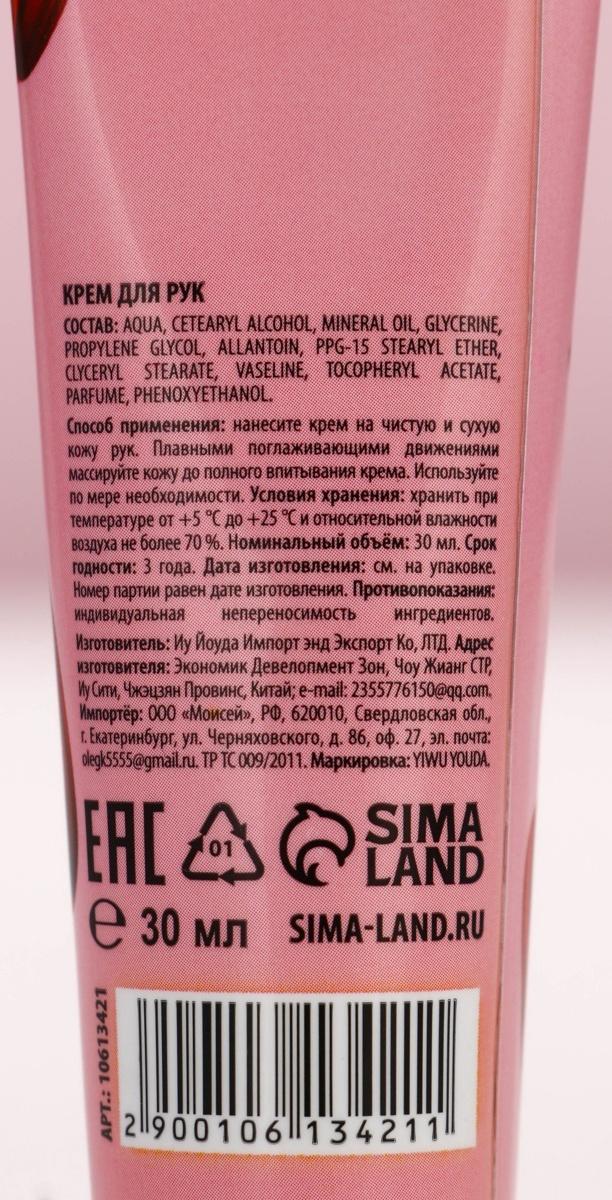 КРЕМ ДЛЯ РУК
СОСТАВ: AQUA, CETEARYL ALCOHOL, MINERAL OIL, GLYCERINE,
PROPYLENE GLYCOL, ALLANTOIN, PPG-15 STEARYL ETHER,
CLYCERYL STEARATE, VASELINE, TOCOPHERYL ACETATE,
PARFUME, PHENOXYETHANOL.
Способ применения: нанесите крем на чистую и сухую
кожу рук. Плавными поглаживающими движениями
массируйте кожу до полного впитывания крема. Используйте
по мере необходимости. Условия хранения: хранить при
температуре от +5 °С до +25 °С и относительной влажности
воздуха не более 70 %. Номинальный объём: 30 мл. Срок
годности: 3 года. Дата изготовления: см. на упаковке.
Номер партии равен дате изготовления. Противопоказания:
индивидуальная непереносимость ингредиентов.
Изготовитель: Иу Йоуда Импорт энд Экспорт Ко, ЛТД. Адрес
изготовителя: Экономик Девелопмент Зон, Чоу Жианг СТР,
Иу Сити, Чжэцзян Провинс, Китай; e-mail: 2355776150@qq.com.
Импортёр: ООО «Моисей», РФ, 620010, Свердловская обл.,
г. Екатеринбург, ул. Черняховского, д. 86, оф. 27, эл. почта:
olegk5555@gmail.ru. ТР ТС 009/2011. Маркировка: YIWU YOUDA.
EAC 01 SIMA
LAND
℮ 30 мл SIMA-LAND.RU
АРТ.: 10613421
2 900106 134211